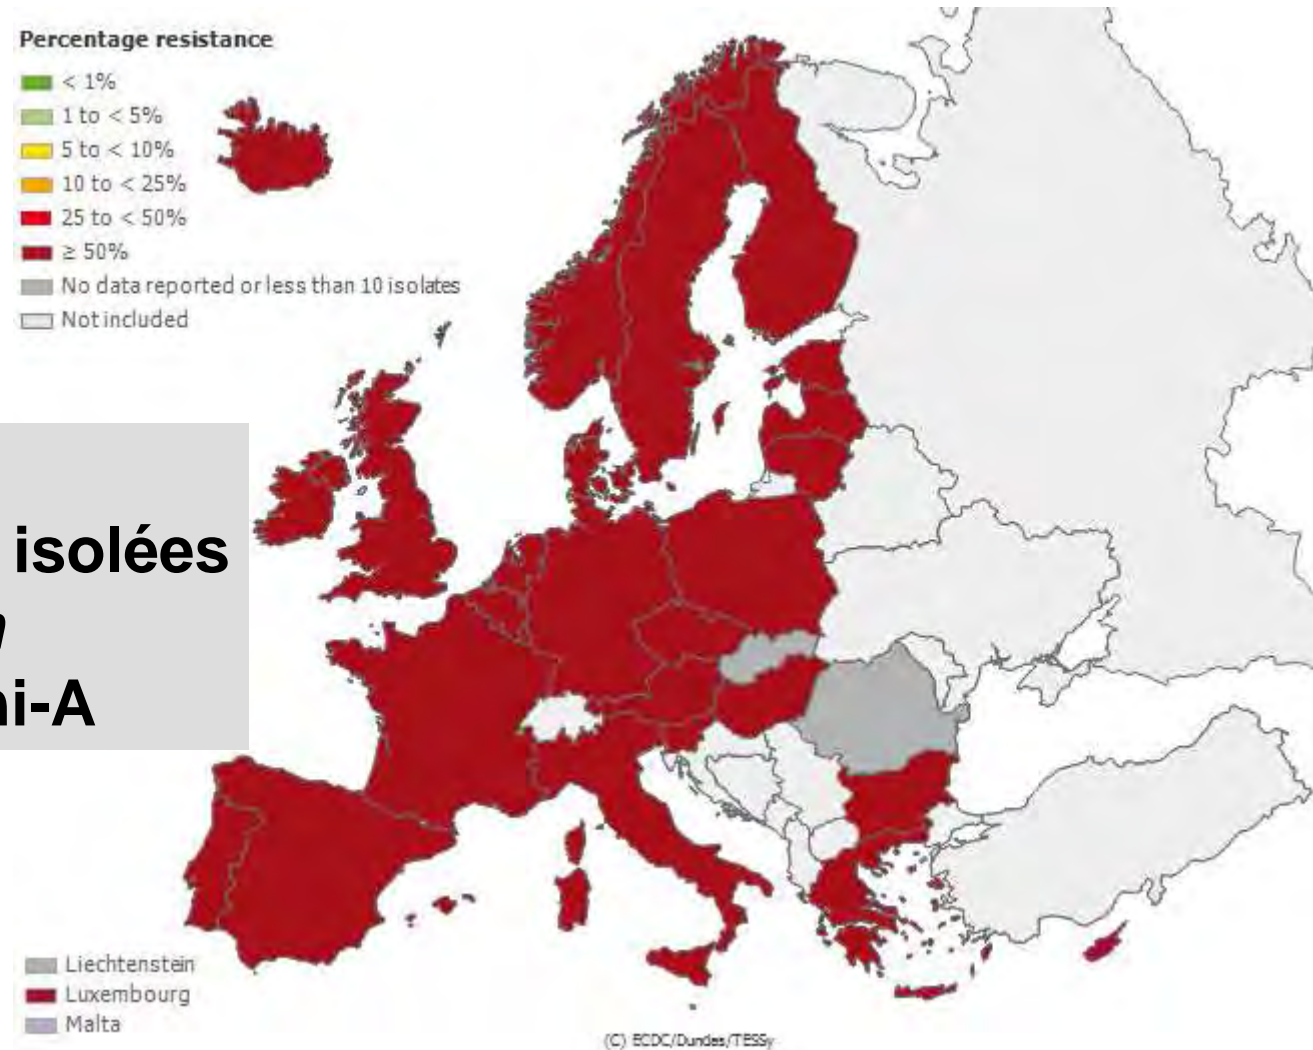 Percentage resistance
< 1%
1 to < 5%
5 to < 10%
10 to < 25%
25 to < 50%
≥ 50%
No data reported or less than 10 isolates
Not included
isolées
ni-A
Liechtenstein
Luxembourg
Malta
(C) ECDC/Dundas/TESSy